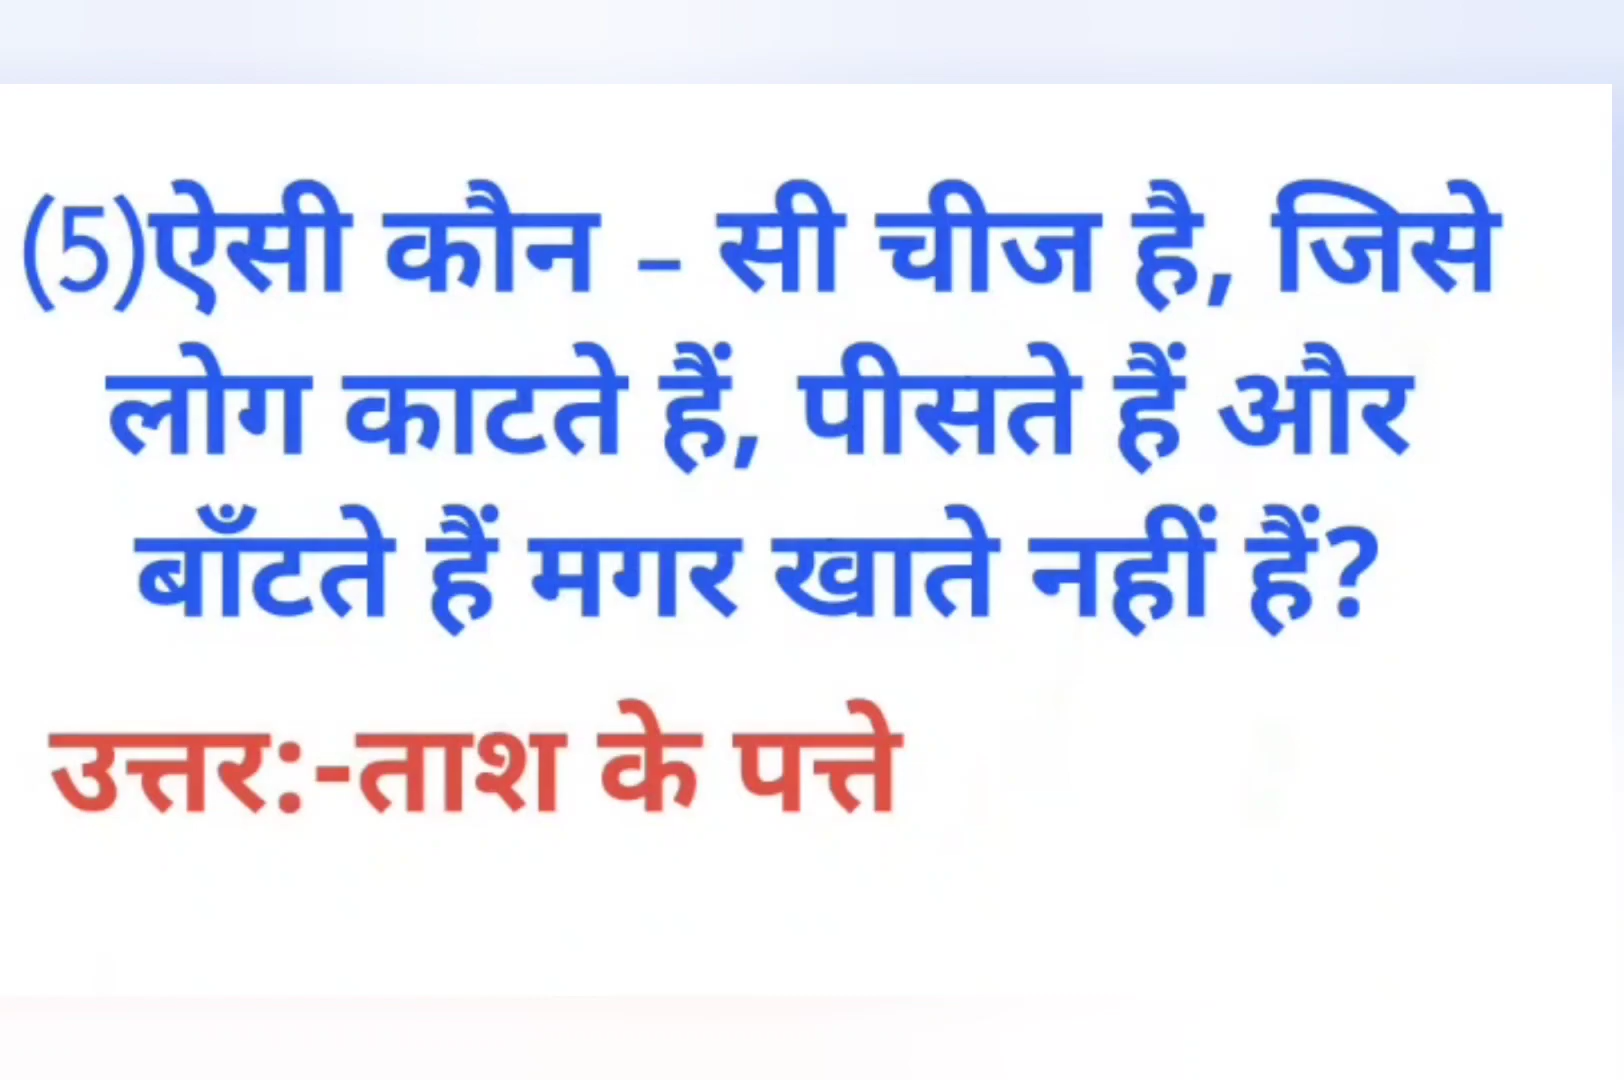 (5)ऐसी कौन – सी चीज है, जिसे
लोग काटते हैं, पीसते हैं और
बाँटते हैं मगर खाते नहीं हैं?
उत्तर:-ताश के पत्ते